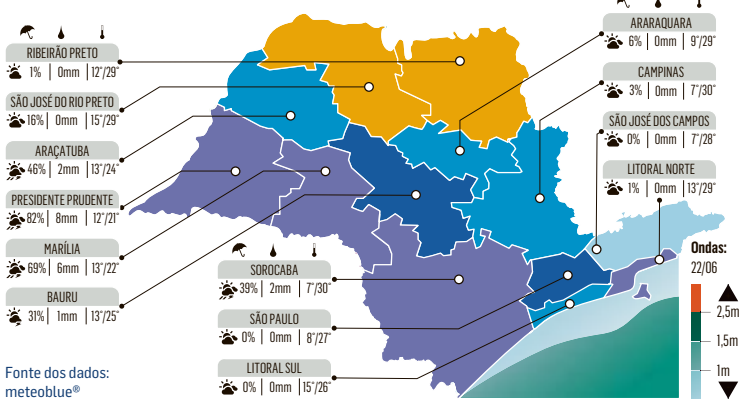 RIBEIRÃO PRETO
1% | 0mm | 12°/29°
SÃO JOSÉ DO RIO PRETO
16% | 0mm | 15°/29°
ARAÇATUBA
46% | 2mm | 13°/24°
PRESIDENTE PRUDENTE
82% | 8mm | 12°/21°
MARÍLIA
69% | 6mm | 13°/22°
BAURU
31% | 1mm | 13°/25°
SOROCABA
39% | 2mm | 7°/30°
SÃO PAULO
0% | 0mm | 8°/27°
LITORAL SUL
0% | 0mm | 15°/26°
ARARAQUARA
6% | 0mm | 9°/29°
CAMPINAS
3% | 0mm | 7°/30°
SÃO JOSÉ DOS CAMPOS
0% | 0mm | 7°/28°
LITORAL NORTE
1% | 0mm | 13°/29°
Ondas:
22/06
2,5m
1,5m
1m
Fonte dos dados:
meteoblue®